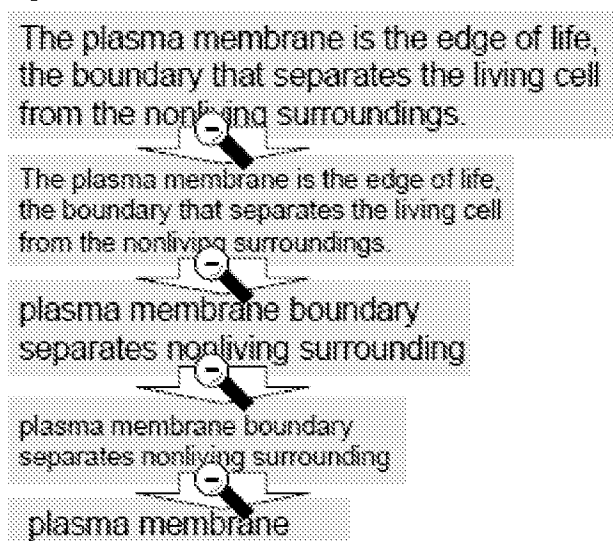 The plasma membrane is the edge of life,
the boundary that separates the living cell
from the nonliving surroundings.
The plasma membrane is the edge of life,
the boundary that separates the living cell
from the nonliving surroundings.
plasma membrane boundary
separates nonliving surrounding
plasma membrane boundary
separates nonliving surrounding
plasma membrane